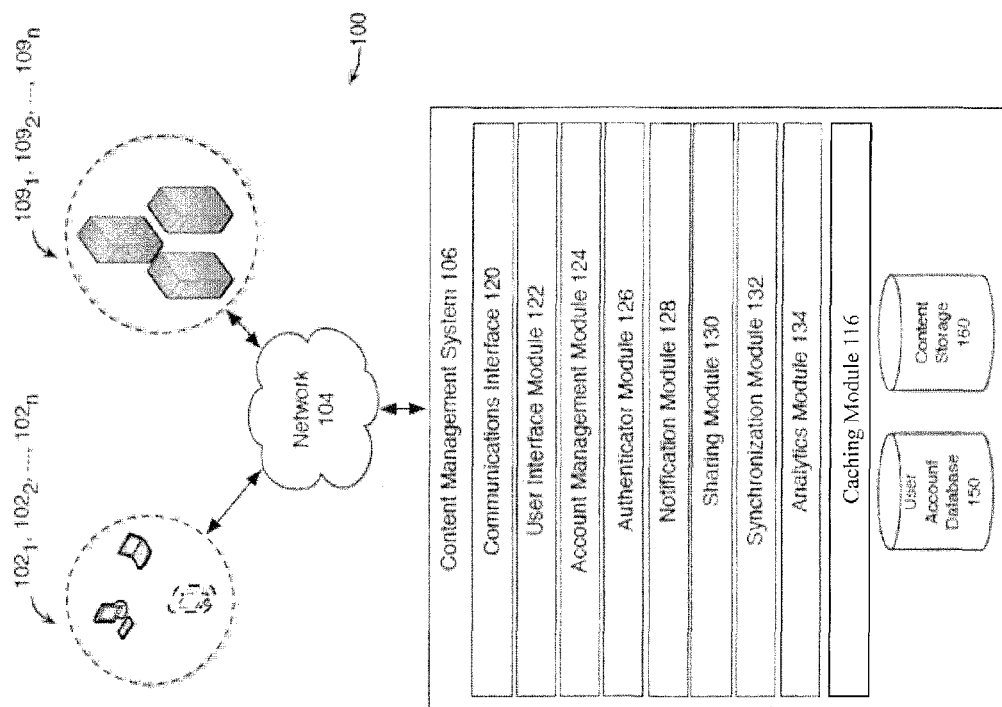 102₁, 102₂, ..., 102ₙ
109₁, 109₂, ..., 109ₙ
100
Network
104
Content Management System 106
Communications Interface 120
User Interface Module 122
Account Management Module 124
Authenticator Module 126
Notification Module 128
Sharing Module 130
Synchronization Module 132
Analytics Module 134
Caching Module 116
User
Account
Database
150
Content
Storage
160